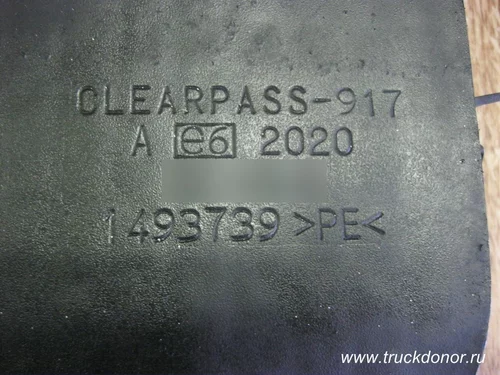 CLEARPASS-917
A e6 2020
1493739 >PE<
www.truckdonor.ru